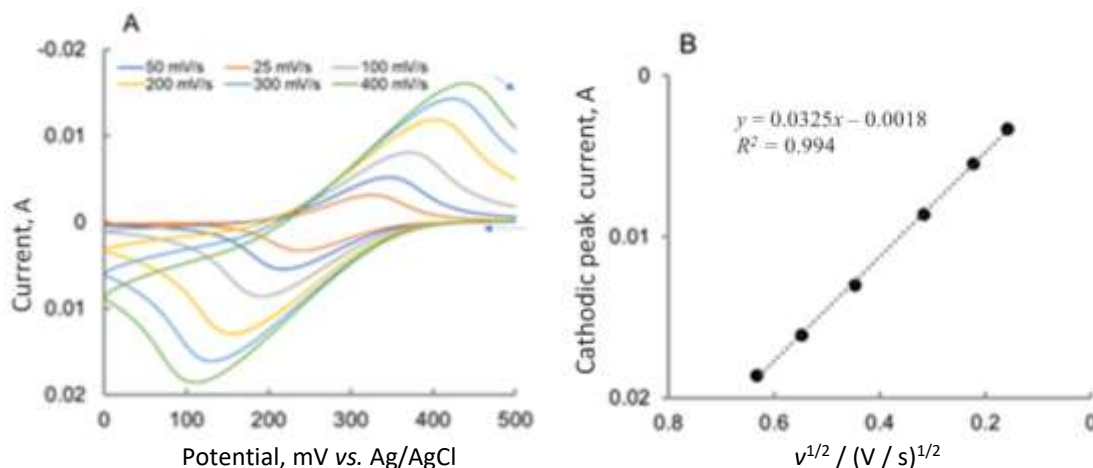 A
-0.02
50 mV/s 25 mV/s 100 mV/s
200 mV/s 300 mV/s 400 mV/s
0.01
0
0.01
0.02
0 100 200 300 400 500
Current, A
Potential, mV vs. Ag/AgCl
B
0
y = 0.0325x – 0.0018
R² = 0.994
0.01
0.02
0.8 0.6 0.4 0.2 0
Cathodic peak current, A
v^1/2 / (V / s)^1/2